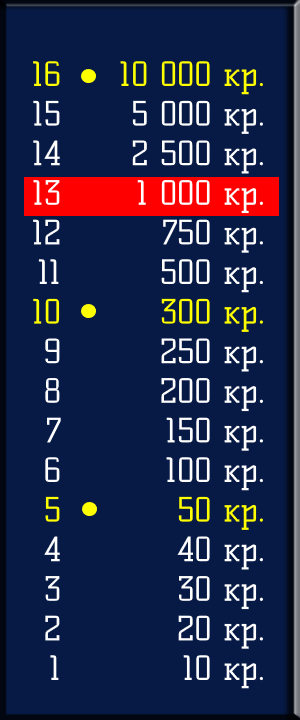 16 ● 10 000 кр.
15 5 000 кр.
14 2 500 кр.
13 1 000 кр.
12 750 кр.
11 500 кр.
10 ● 300 кр.
9 250 кр.
8 200 кр.
7 150 кр.
6 100 кр.
5 ● 50 кр.
4 40 кр.
3 30 кр.
2 20 кр.
1 10 кр.